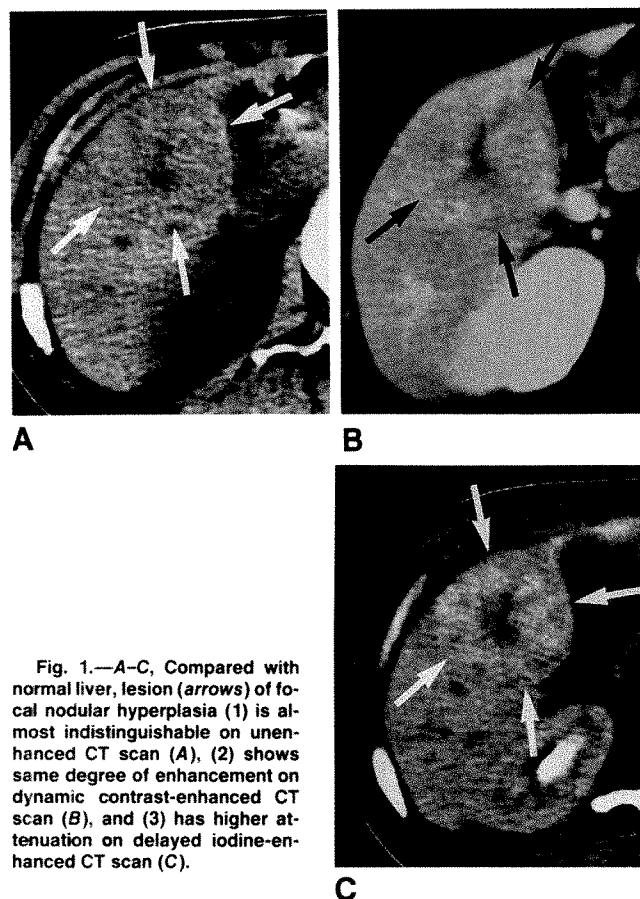 A
B
Fig. 1.—A–C, Compared with
normal liver, lesion (arrows) of fo-
cal nodular hyperplasia (1) is al-
most indistinguishable on unen-
hanced CT scan (A), (2) shows
same degree of enhancement on
dynamic contrast-enhanced CT
scan (B), and (3) has higher at-
tenuation on delayed iodine-en-
hanced CT scan (C).
C